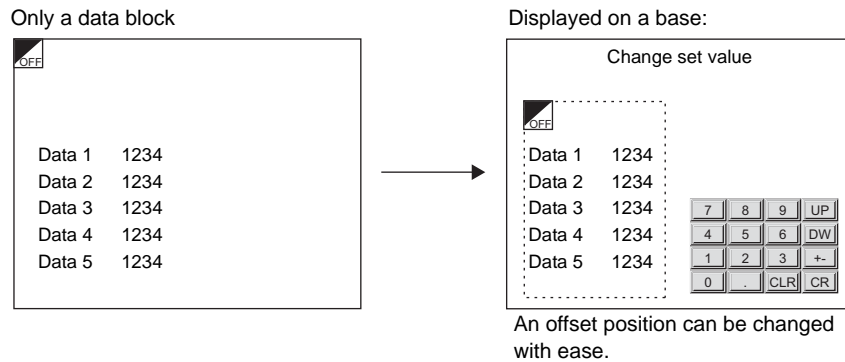 Only a data block
OFF
Data 1 1234
Data 2 1234
Data 3 1234
Data 4 1234
Data 5 1234
Displayed on a base:
Change set value
OFF
Data 1 1234
Data 2 1234
Data 3 1234
Data 4 1234
Data 5 1234
7 8 9 UP
4 5 6 DW
1 2 3 +-
0 . CLR CR
An offset position can be changed
with ease.